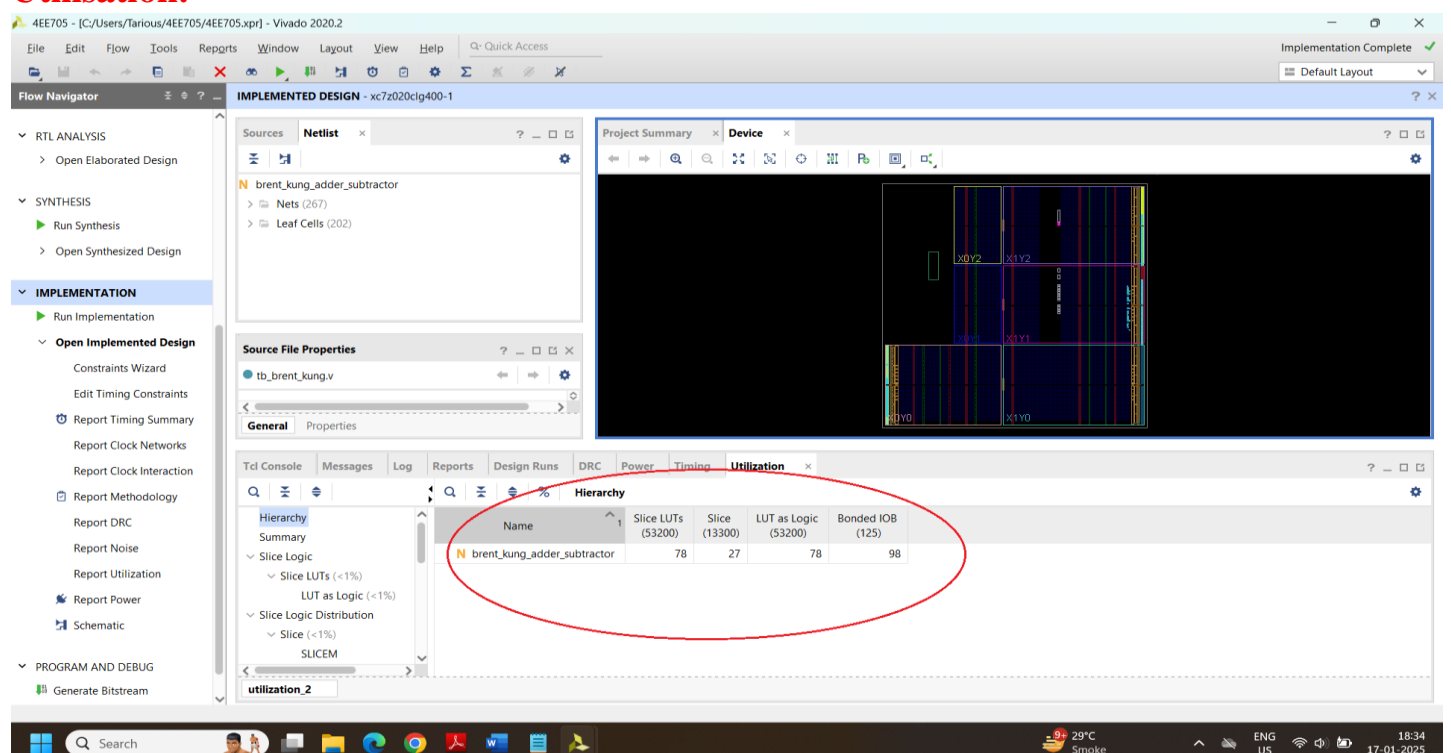 Utilisation:
4EE705 - [C:/Users/Tarious/4EE705/4EE705.xpr] - Vivado 2020.2
File Edit Flow Tools Reports Window Layout View Help Q- Quick Access Implementation Complete
Default Layout
Flow Navigator IMPLEMENTED DESIGN - xc7z020clg400-1
RTL ANALYSIS
Open Elaborated Design
SYNTHESIS
Run Synthesis
Open Synthesized Design
IMPLEMENTATION
Run Implementation
Open Implemented Design
Constraints Wizard
Edit Timing Constraints
Report Timing Summary
Report Clock Networks
Report Clock Interaction
Report Methodology
Report DRC
Report Noise
Report Utilization
Report Power
Schematic
PROGRAM AND DEBUG
Generate Bitstream
Sources Netlist
N brent_kung_adder_subtractor
Nets (267)
Leaf Cells (202)
Source File Properties
tb_brent_kung.v
General Properties
Project Summary Device
X0Y2 X1Y2
X0Y1 X1Y1
X0Y0 X1Y0
Tcl Console Messages Log Reports Design Runs DRC Power Timing Utilization
Hierarchy
Hierarchy
Summary
Slice Logic
Slice LUTs (<1%)
LUT as Logic (<1%)
Slice Logic Distribution
Slice (<1%)
SLICEM
Name 1 Slice LUTs (53200) Slice (13300) LUT as Logic (53200) Bonded IOB (125)
N brent_kung_adder_subtractor 78 27 78 98
utilization_2
Search
9+ 29°C
Smoke
ENG
US
18:34
17-01-2025